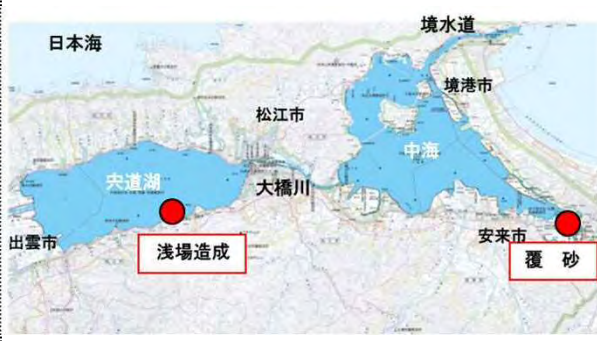 境水道
日本海
境港市
松江市
中海
宍道湖
大橋川
出雲市
浅場造成
安来市
覆　砂